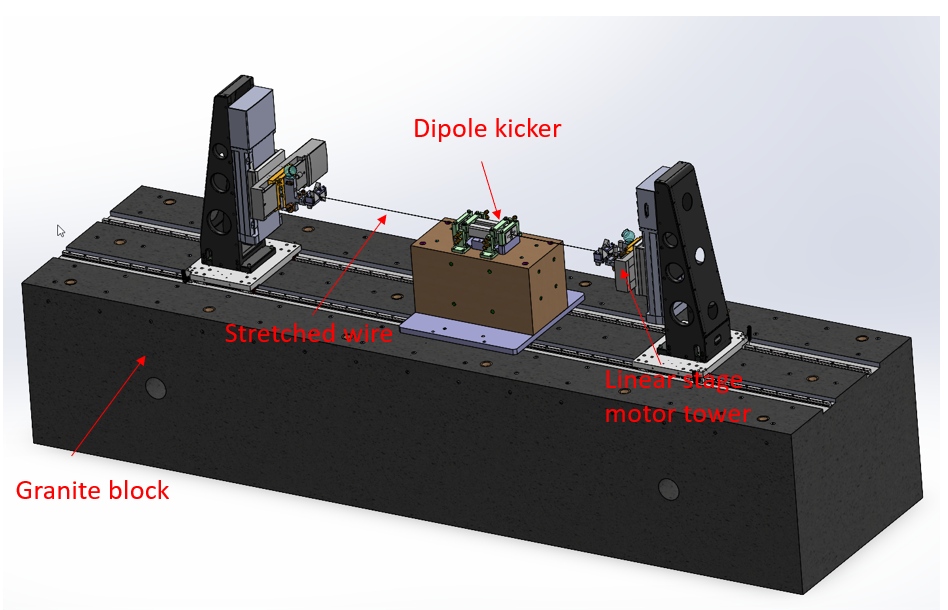 Dipole kicker
Stretched wire
Linear stage
motor tower
Granite block